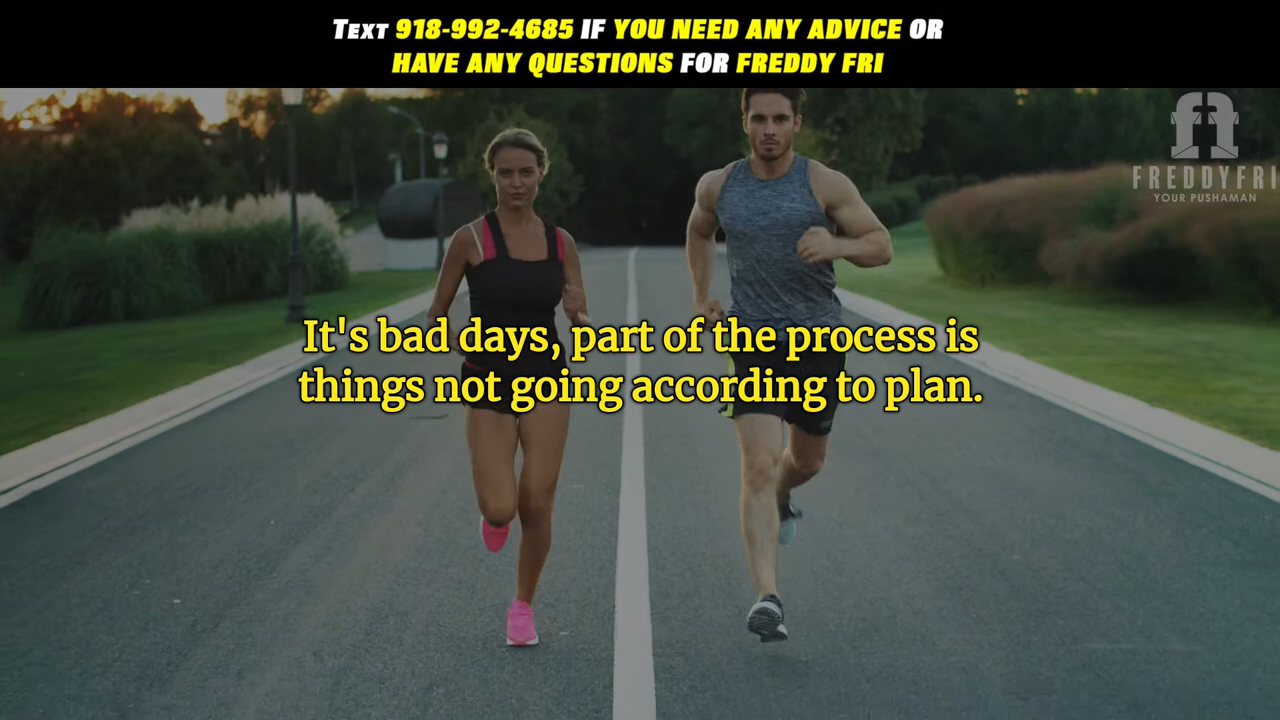 Text 918-992-4685 IF YOU NEED ANY ADVICE OR
HAVE ANY QUESTIONS FOR FREDDY FRI
FREDDYFRI
YOUR PUSHAMAN
It's bad days, part of the process is
things not going according to plan.